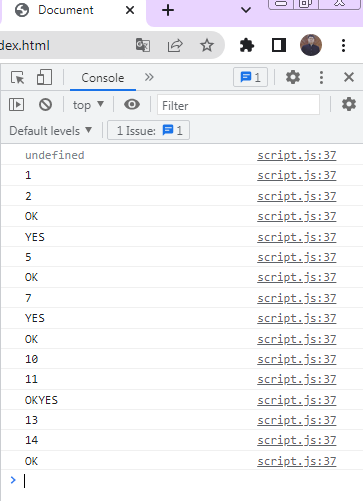 Document
dex.html
Console
1
top
Filter
Default levels
1 Issue: 1
undefined script.js:37
1 script.js:37
2 script.js:37
OK script.js:37
YES script.js:37
5 script.js:37
OK script.js:37
7 script.js:37
YES script.js:37
OK script.js:37
10 script.js:37
11 script.js:37
OKYES script.js:37
13 script.js:37
14 script.js:37
OK script.js:37